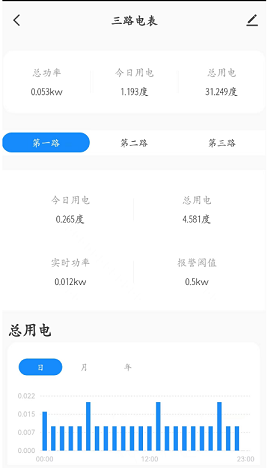 三路电表
总功率 今日用电 总用电
0.053kw 1.193度 31.249度
第一路 第二路 第三路
今日用电 总用电
0.265度 4.581度
实时功率 报警阈值
0.012kw 0.5kw
总用电
日 月 年
0.022
0.015
0.007
0.000
00:00 12:00 23:00